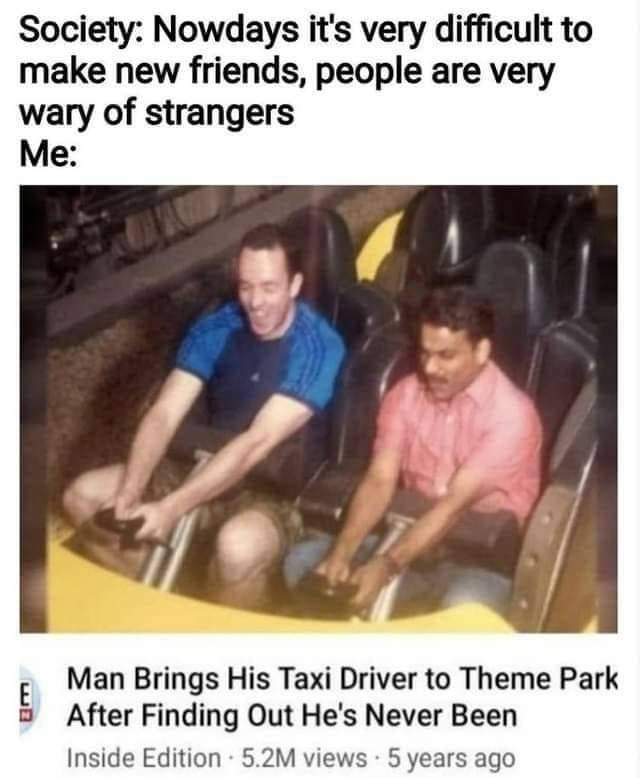 Society: Nowdays it's very difficult to
make new friends, people are very
wary of strangers
Me:
E
N
Man Brings His Taxi Driver to Theme Park
After Finding Out He's Never Been
Inside Edition · 5.2M views · 5 years ago